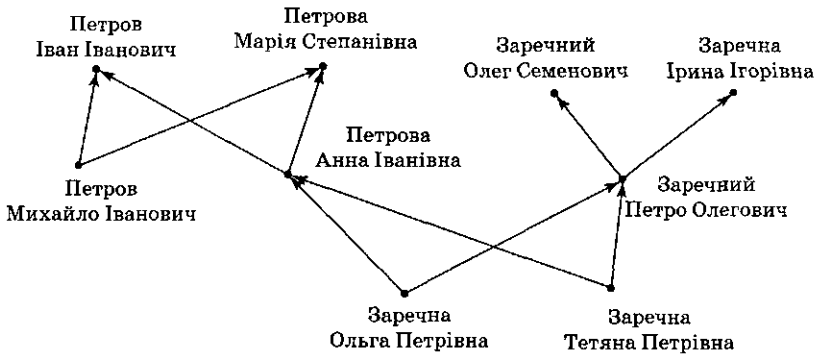 Петров
Іван Іванович
Петрова
Марія Степанівна
Заречний
Олег Семенович
Заречна
Ірина Ігорівна
Петрова
Анна Іванівна
Петров
Михайло Іванович
Заречний
Петро Олегович
Заречна
Ольга Петрівна
Заречна
Тетяна Петрівна